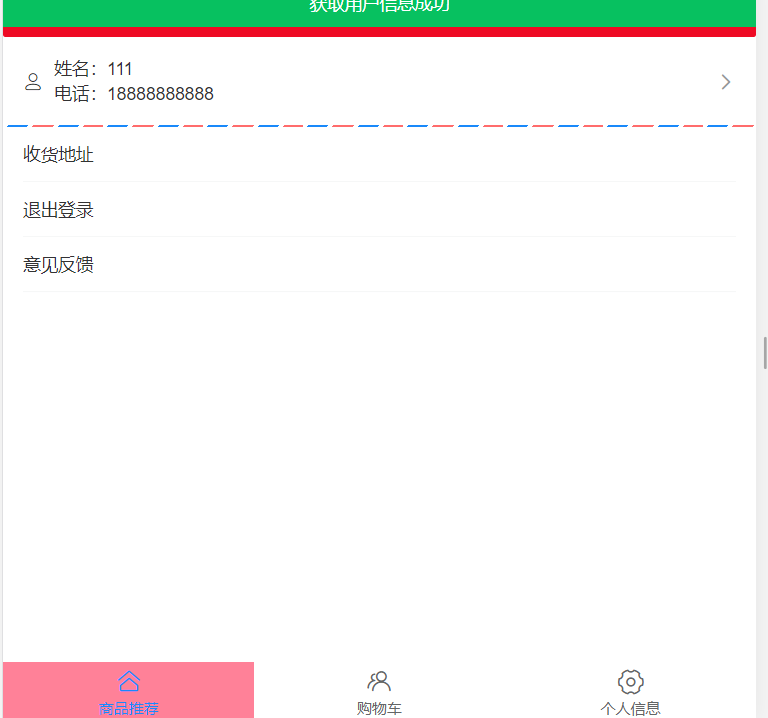 获取用户信息成功
姓名：111
电话：18888888888
收货地址
退出登录
意见反馈
商品推荐
购物车
个人信息